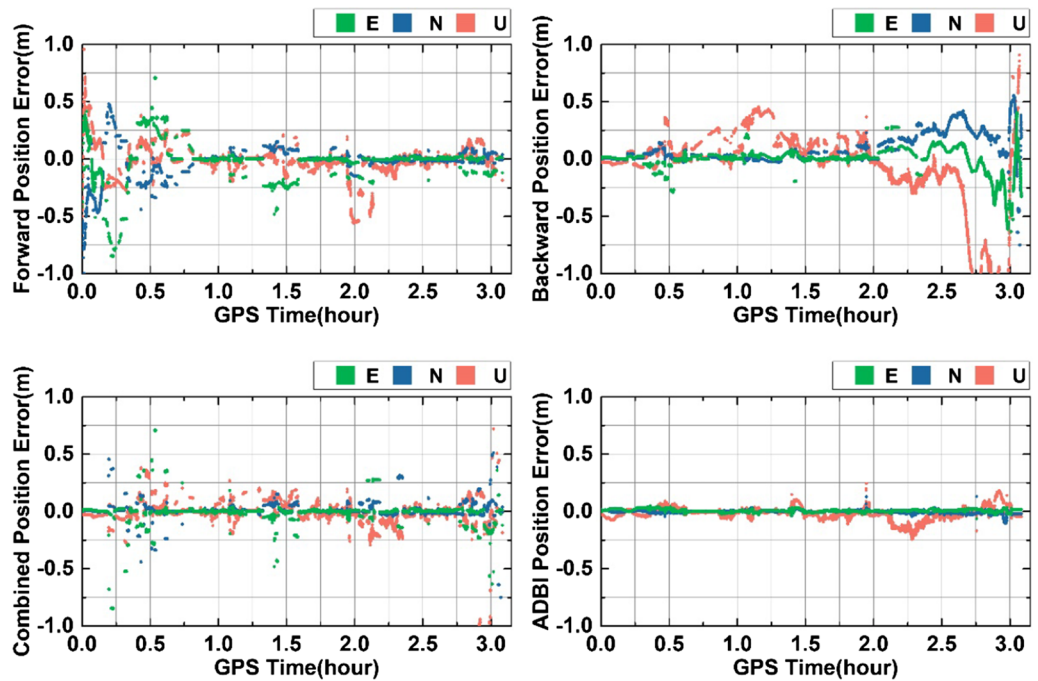 E N U
Forward Position Error(m)
1.0
0.5
0.0
-0.5
-1.0
0.0 0.5 1.0 1.5 2.0 2.5 3.0
GPS Time(hour)
E N U
Backward Position Error(m)
1.0
0.5
0.0
-0.5
-1.0
0.0 0.5 1.0 1.5 2.0 2.5 3.0
GPS Time(hour)
E N U
Combined Position Error(m)
1.0
0.5
0.0
-0.5
-1.0
0.0 0.5 1.0 1.5 2.0 2.5 3.0
GPS Time(hour)
E N U
ADBI Position Error(m)
1.0
0.5
0.0
-0.5
-1.0
0.0 0.5 1.0 1.5 2.0 2.5 3.0
GPS Time(hour)